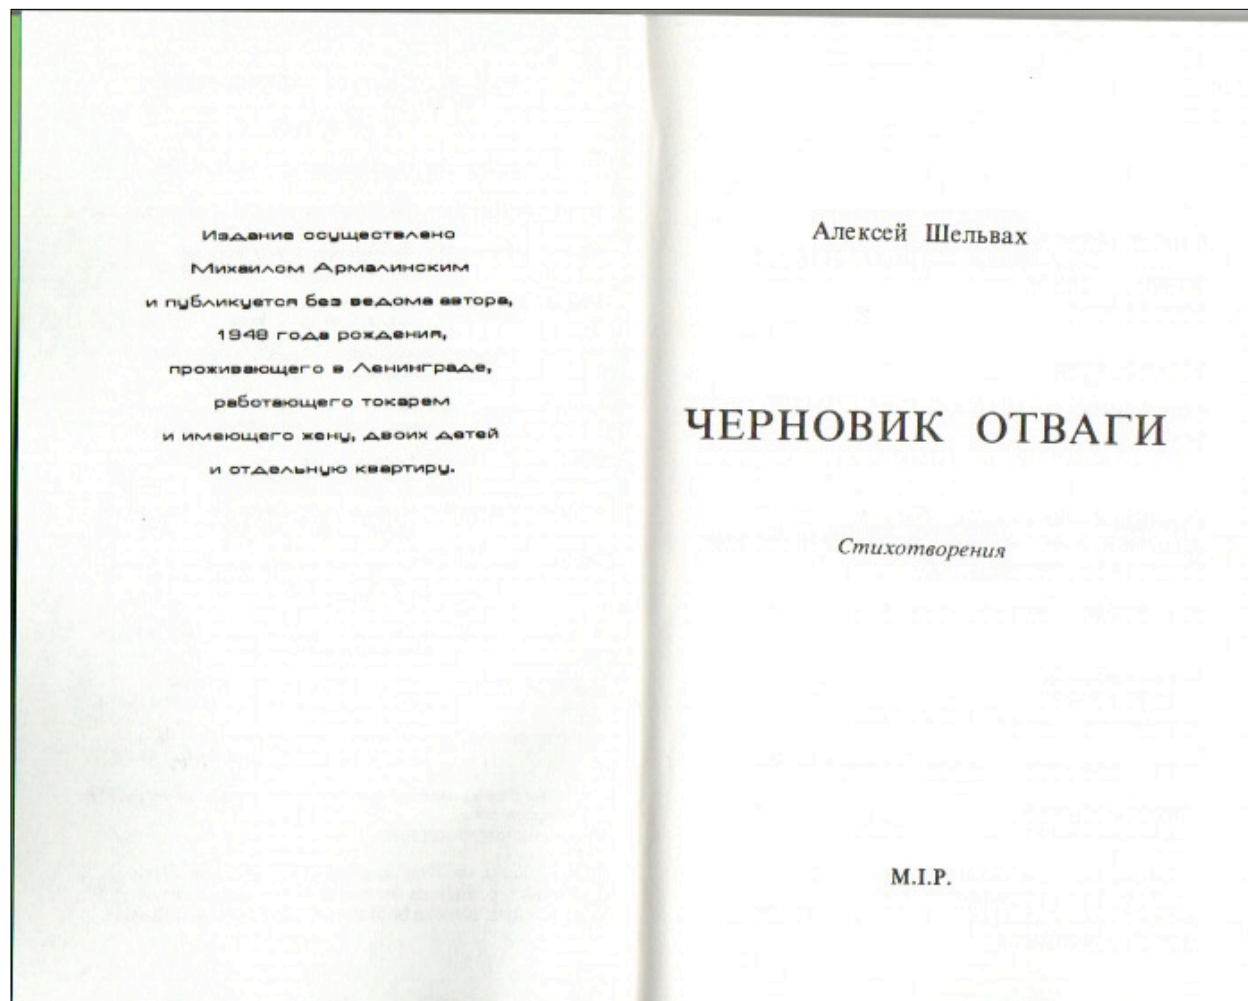 Издание осуществлено
Михаилом Армалинским
и публикуется без ведома автора,
1948 года рождения,
проживающего в Ленинграде,
работающего токарем
и имеющего жену, двоих детей
и отдельную квартиру.
Алексей Шельвах
ЧЕРНОВИК ОТВАГИ
Стихотворения
M.I.P.